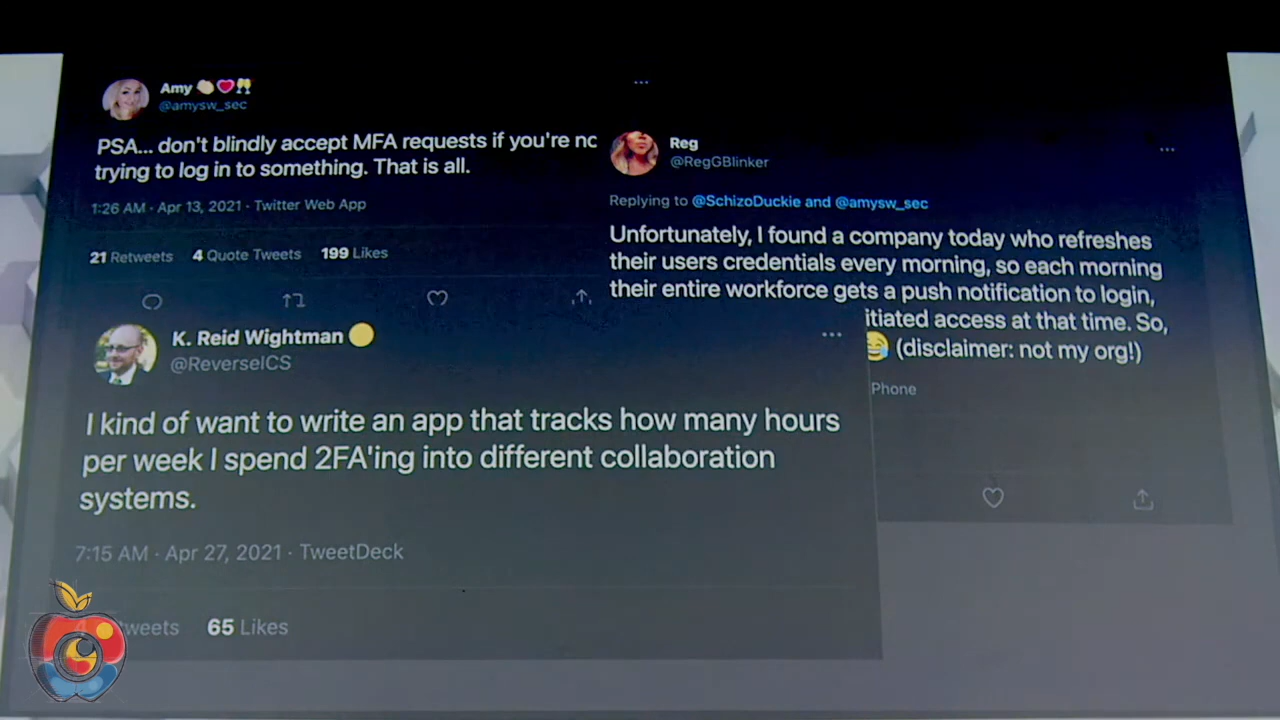 Amy
@amysw_sec
PSA... don't blindly accept MFA requests if you're
trying to log in to something. That is all.
1:26 AM · Apr 13, 2021 · Twitter Web App
21 Retweets 4 Quote Tweets 199 Likes
Reg
@RegGBlinker
Replying to @SchizoDuckie and @amysw_sec
Unfortunately, I found a company today who refreshes
their users credentials every morning, so each morning
their entire workforce gets a push notification to login,
itiated access at that time. So,
😂 (disclaimer: not my org!)
Phone
K. Reid Wightman
@ReverseICS
I kind of want to write an app that tracks how many hours
per week I spend 2FA'ing into different collaboration
systems.
7:15 AM · Apr 27, 2021 · TweetDeck
weets 65 Likes